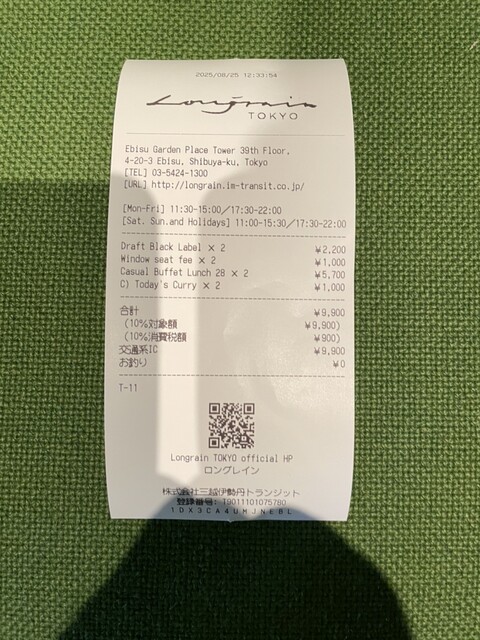 2025/08/25 12:33:54
Longrain
TOKYO
Ebisu Garden Place Tower 39th Floor,
4-20-3 Ebisu, Shibuya-ku, Tokyo
[TEL] 03-5424-1300
[URL] http://longrain.im-transit.co.jp/
[Mon-Fri] 11:30-15:00/17:30-22:00
[Sat. Sun.and Holidays] 11:00-15:30/17:30-22:00
Draft Black Label × 2 ¥2,200
Window seat fee × 2 ¥1,000
Casual Buffet Lunch 28 × 2 ¥5,700
C) Today's Curry × 2 ¥1,000
合計 ¥9,900
(10%対象額 ¥9,900)
(10%消費税額 ¥900)
交通系IC ¥9,900
お釣り ¥0
T-11
Longrain TOKYO official HP
ロングレイン
株式会社三越伊勢丹トランジット
登録番号: T9011101075780
1DX3CA4UMJNEBL